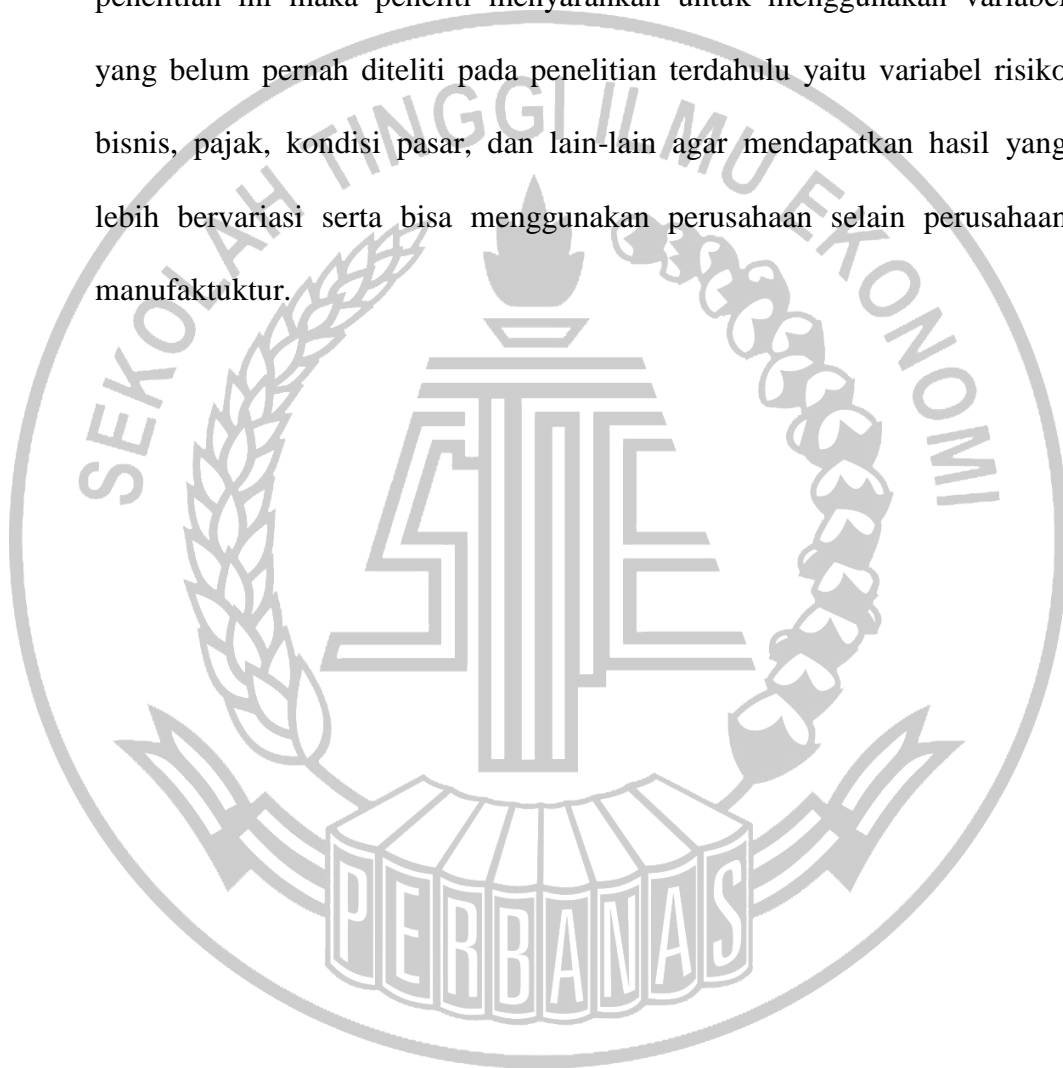 penelitian ini maka peneliti menyarankan untuk menggunakan variabel
yang belum pernah diteliti pada penelitian terdahulu yaitu variabel risiko
bisnis, pajak, kondisi pasar, dan lain-lain agar mendapatkan hasil yang
lebih bervariasi serta bisa menggunakan perusahaan selain perusahaan
manufaktuktur.
SEKOLAH TINGGI ILMU EKONOMI
STIE
PERBANAS